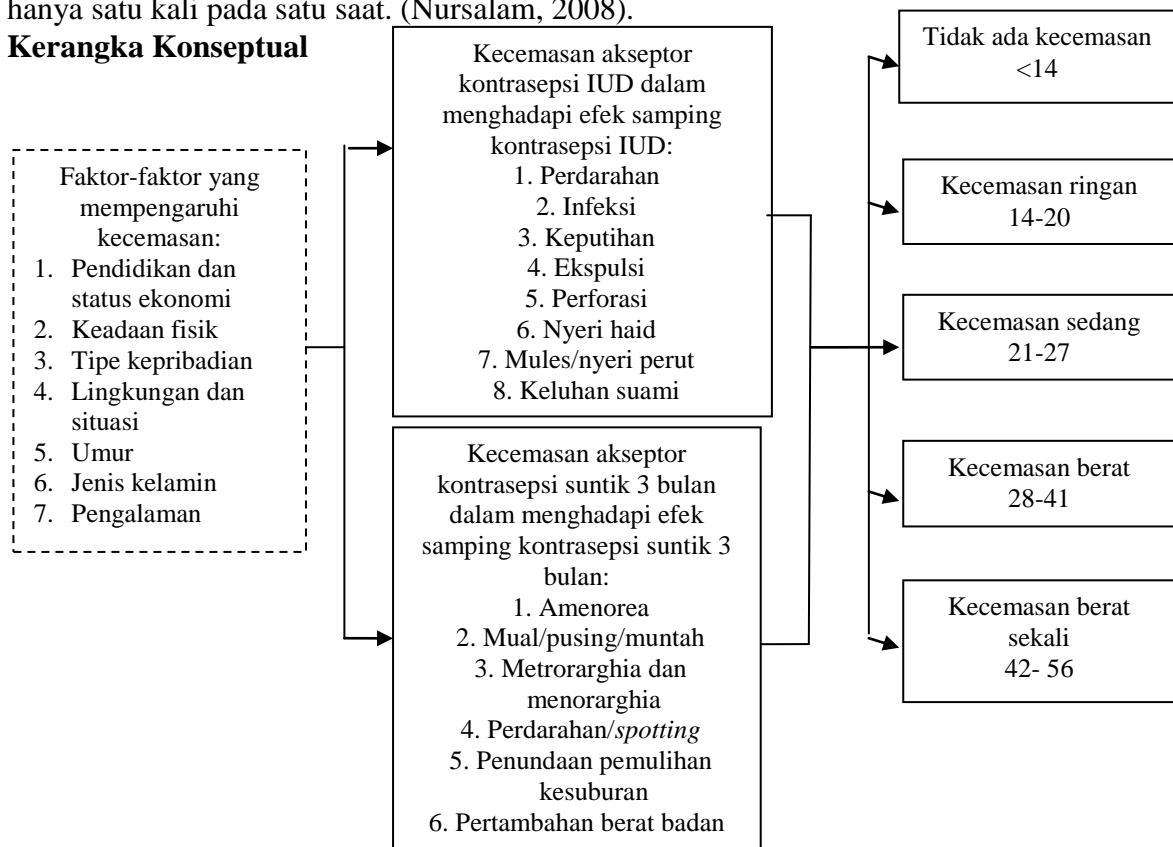 hanya satu kali pada satu saat. (Nursalam, 2008).
Kerangka Konseptual
Faktor-faktor yang
mempengaruhi
kecemasan:
1. Pendidikan dan
status ekonomi
2. Keadaan fisik
3. Tipe kepribadian
4. Lingkungan dan
situasi
5. Umur
6. Jenis kelamin
7. Pengalaman
Kecemasan akseptor
kontrasepsi IUD dalam
menghadapi efek samping
kontrasepsi IUD:
1. Perdarahan
2. Infeksi
3. Keputihan
4. Ekspulsi
5. Perforasi
6. Nyeri haid
7. Mules/nyeri perut
8. Keluhan suami
Kecemasan akseptor
kontrasepsi suntik 3 bulan
dalam menghadapi efek
samping kontrasepsi suntik 3
bulan:
1. Amenorea
2. Mual/pusing/muntah
3. Metrorarghia dan
menorarghia
4. Perdarahan/spotting
5. Penundaan pemulihan
kesuburan
6. Pertambahan berat badan
Tidak ada kecemasan
<14
Kecemasan ringan
14-20
Kecemasan sedang
21-27
Kecemasan berat
28-41
Kecemasan berat
sekali
42- 56